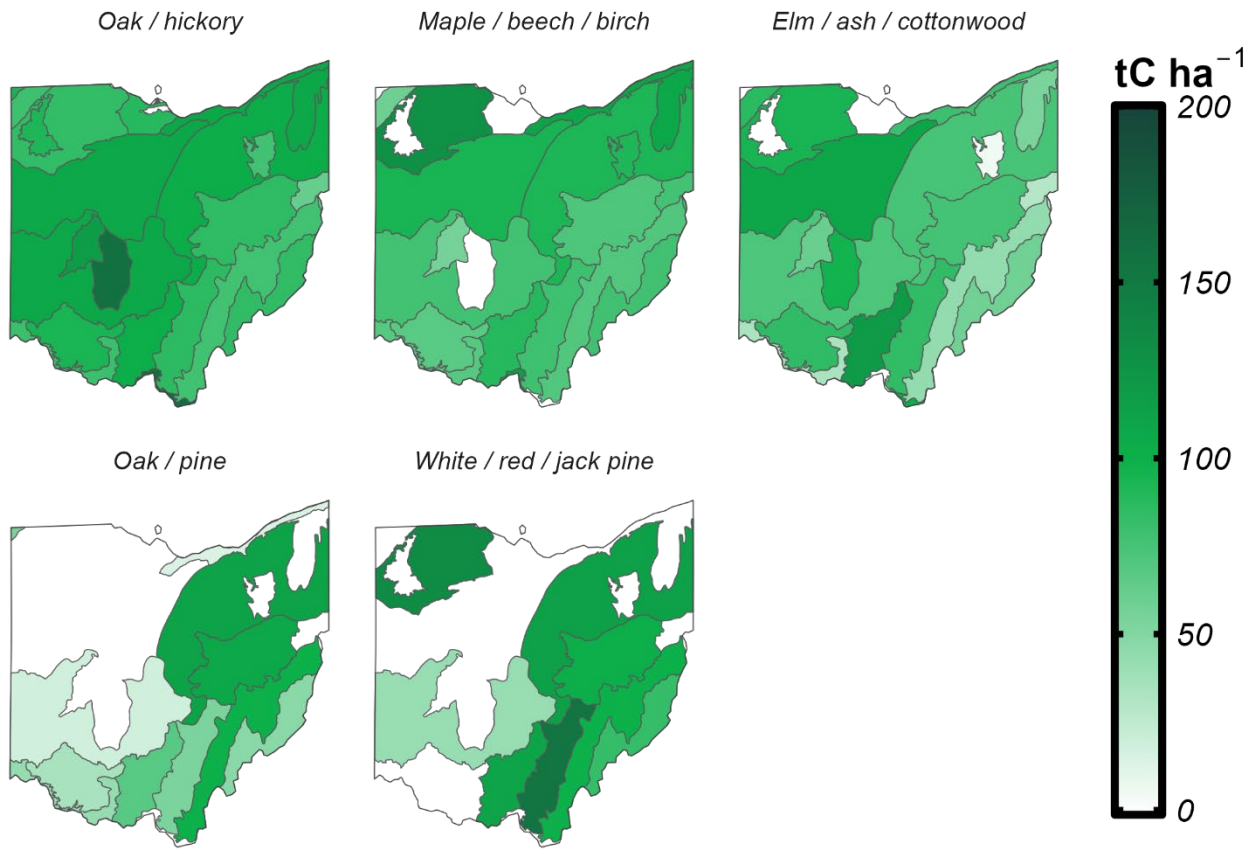 Oak / hickory
Maple / beech / birch
Elm / ash / cottonwood
tC ha⁻¹
200
150
100
50
0
Oak / pine
White / red / jack pine